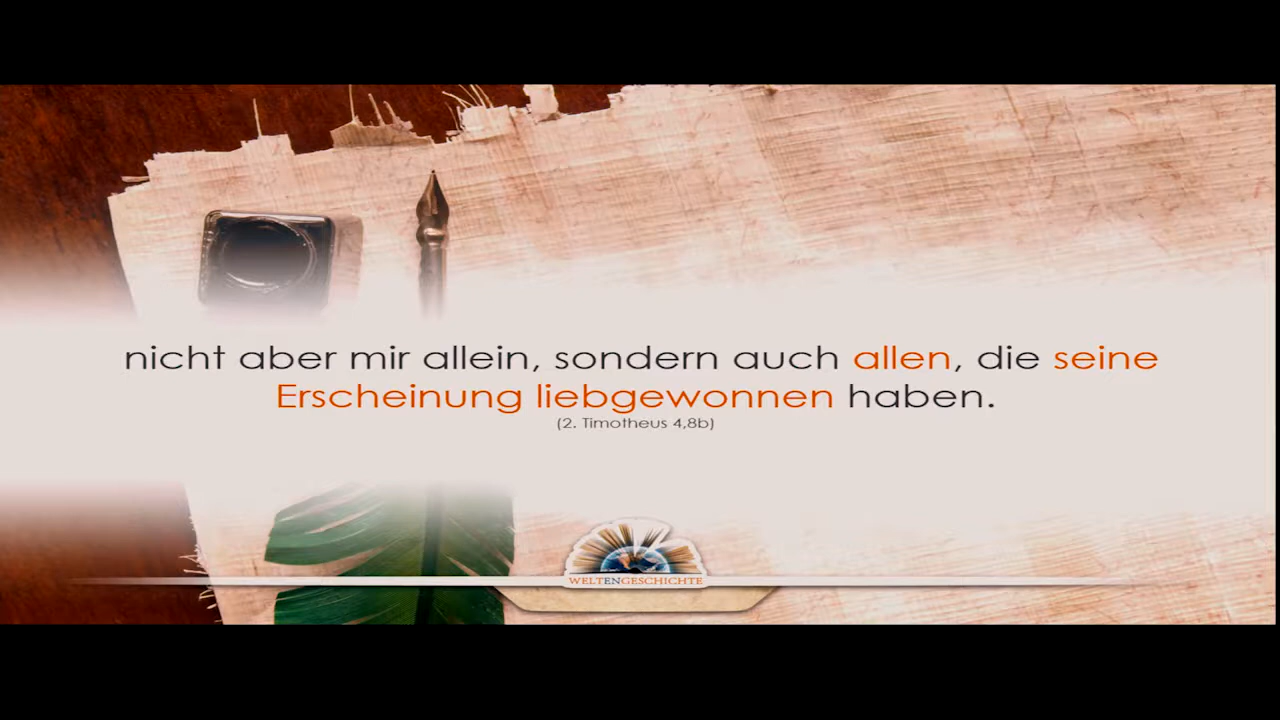 nicht aber mir allein, sondern auch allen, die seine
Erscheinung liebgewonnen haben.
(2. Timotheus 4,8b)
WELTENGESCHICHTE